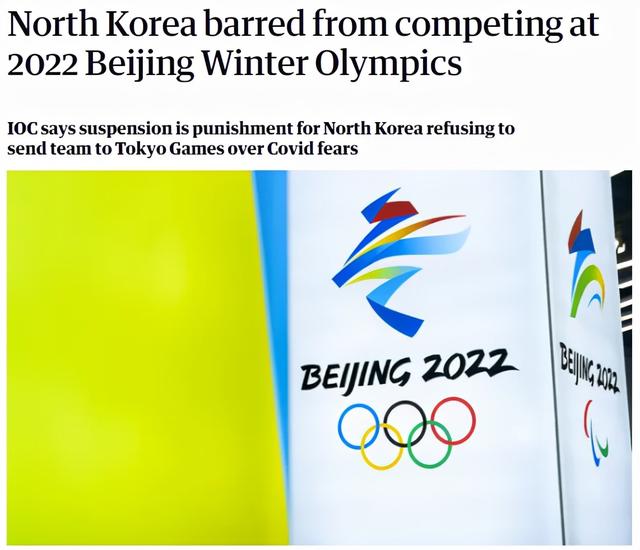 North Korea barred from competing at
2022 Beijing Winter Olympics
IOC says suspension is punishment for North Korea refusing to
send team to Tokyo Games over Covid fears
BEIJING 2022
BEIJING 2022